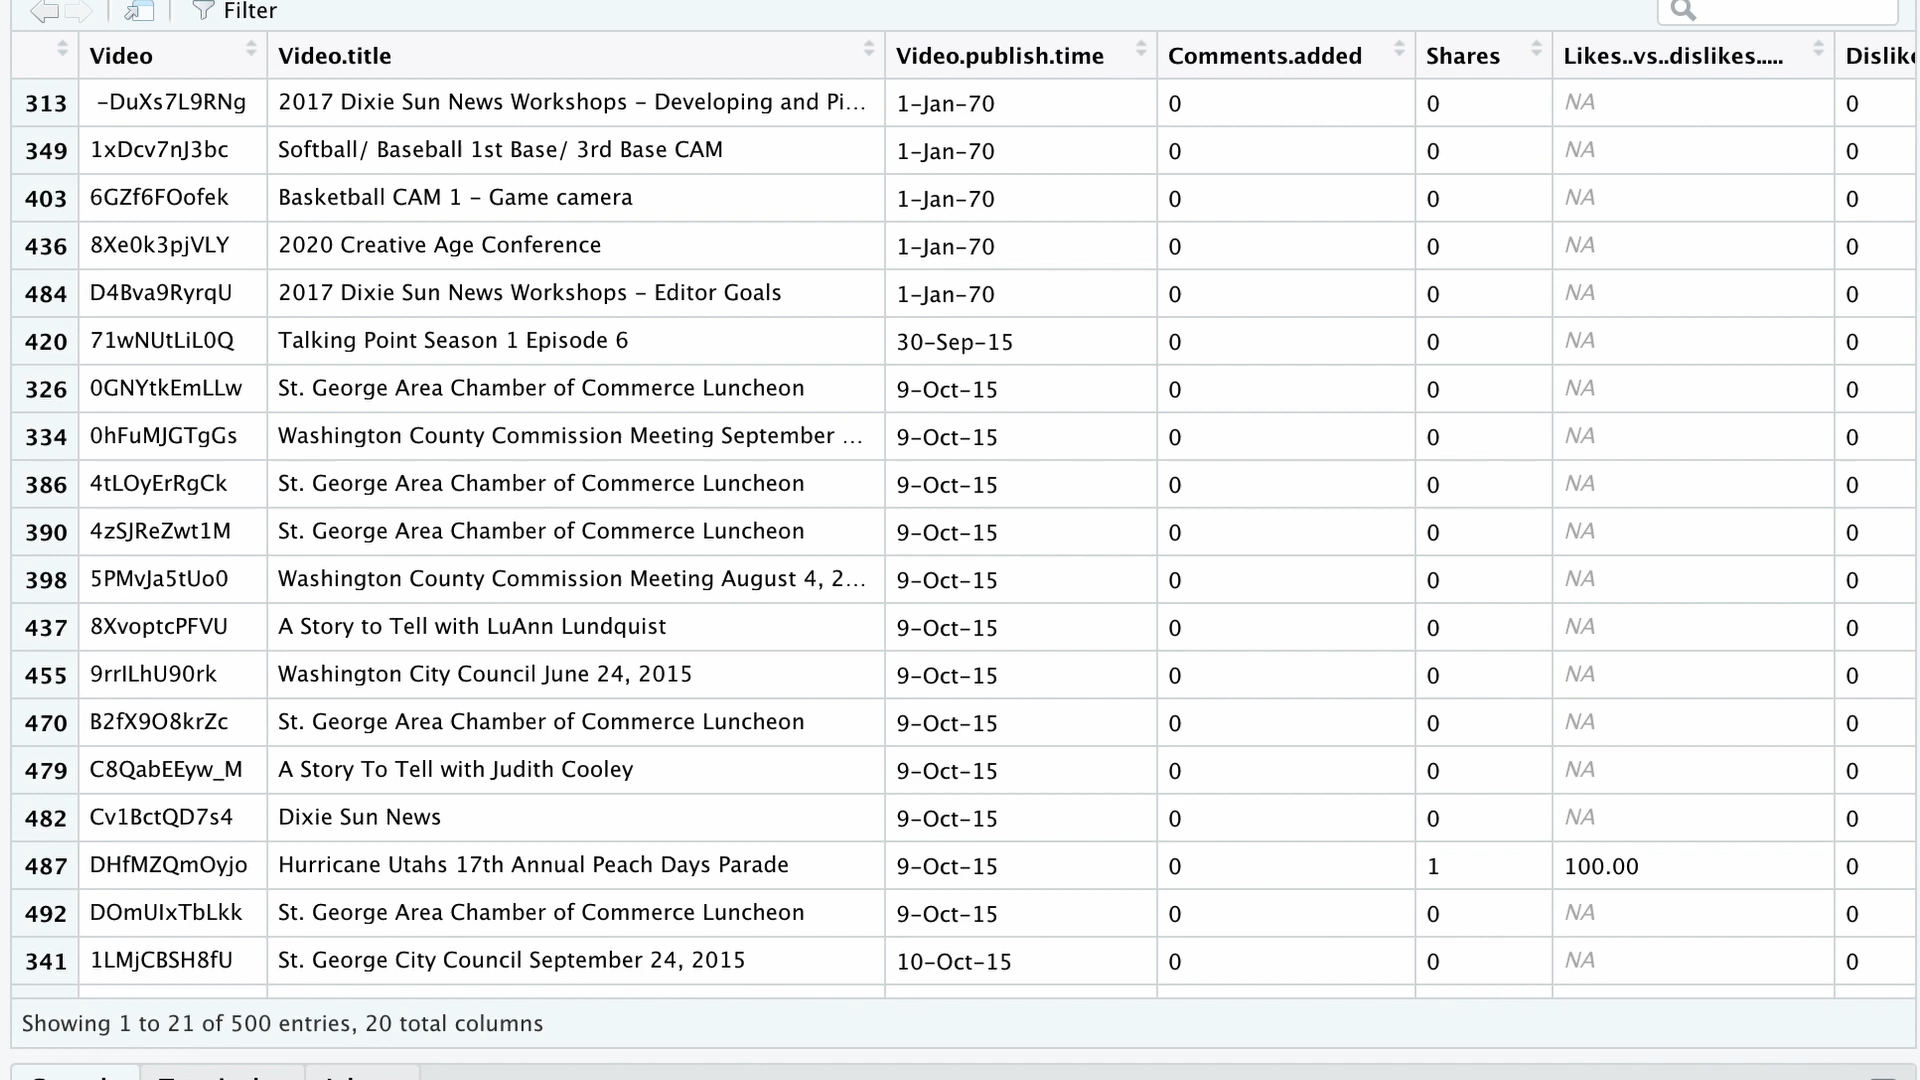 Filter
Video Video.title Video.publish.time Comments.added Shares Likes..vs..dislikes.....
313 -DuXs7L9RNg 2017 Dixie Sun News Workshops - Developing and Pi... 1-Jan-70 0 0 NA 0
349 1xDcv7nJ3bc Softball/ Baseball 1st Base/ 3rd Base CAM 1-Jan-70 0 0 NA 0
403 6GZf6FOofek Basketball CAM 1 - Game camera 1-Jan-70 0 0 NA 0
436 8Xe0k3pjVLY 2020 Creative Age Conference 1-Jan-70 0 0 NA 0
484 D4Bva9RyrqU 2017 Dixie Sun News Workshops - Editor Goals 1-Jan-70 0 0 NA 0
420 71wNUtLiL0Q Talking Point Season 1 Episode 6 30-Sep-15 0 0 NA 0
326 0GNYtkEmLLw St. George Area Chamber of Commerce Luncheon 9-Oct-15 0 0 NA 0
334 0hFuMJGTgGs Washington County Commission Meeting September ... 9-Oct-15 0 0 NA 0
386 4tLOyErRgCk St. George Area Chamber of Commerce Luncheon 9-Oct-15 0 0 NA 0
390 4zSJReZwt1M St. George Area Chamber of Commerce Luncheon 9-Oct-15 0 0 NA 0
398 5PMvJa5tUo0 Washington County Commission Meeting August 4, 2... 9-Oct-15 0 0 NA 0
437 8XvoptcPFVU A Story to Tell with LuAnn Lundquist 9-Oct-15 0 0 NA 0
455 9rrILhU90rk Washington City Council June 24, 2015 9-Oct-15 0 0 NA 0
470 B2fX9O8krZc St. George Area Chamber of Commerce Luncheon 9-Oct-15 0 0 NA 0
479 C8QabEEyw_M A Story To Tell with Judith Cooley 9-Oct-15 0 0 NA 0
482 Cv1BctQD7s4 Dixie Sun News 9-Oct-15 0 0 NA 0
487 DHfMZQmOyjo Hurricane Utahs 17th Annual Peach Days Parade 9-Oct-15 0 1 100.00 0
492 DOmUIxTbLkk St. George Area Chamber of Commerce Luncheon 9-Oct-15 0 0 NA 0
341 1LMjCBSH8fU St. George City Council September 24, 2015 10-Oct-15 0 0 NA 0
Showing 1 to 21 of 500 entries, 20 total columns